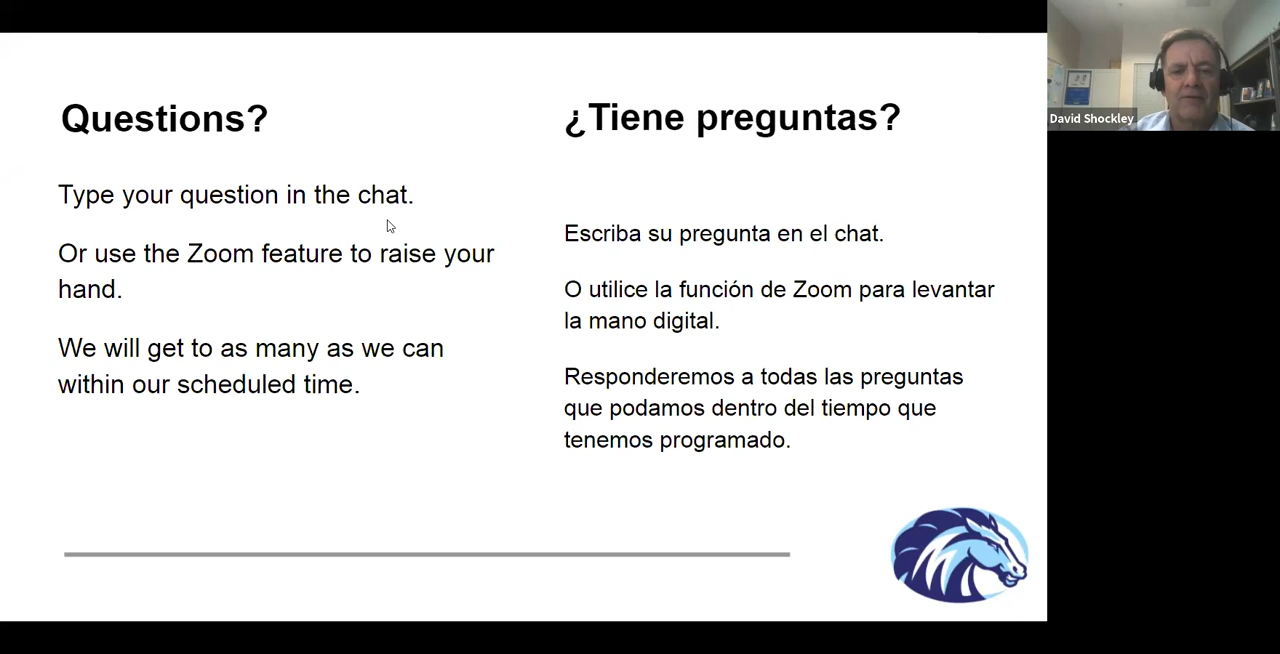 Questions?
Type your question in the chat.
Or use the Zoom feature to raise your
hand.
We will get to as many as we can
within our scheduled time.
¿Tiene preguntas?
Escriba su pregunta en el chat.
O utilice la función de Zoom para levantar
la mano digital.
Responderemos a todas las preguntas
que podamos dentro del tiempo que
tenemos programado.
David Shockley